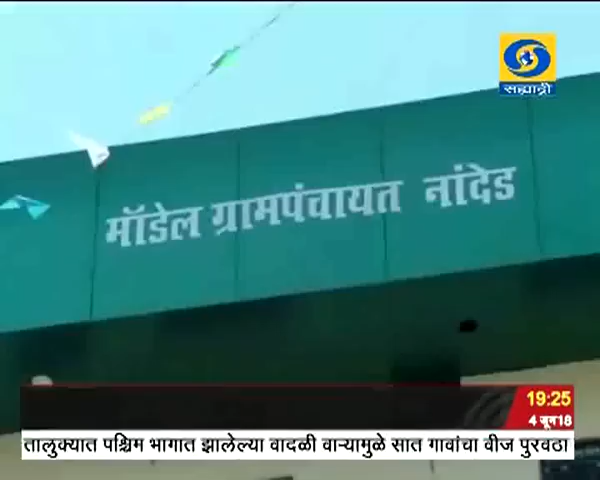 सह्याद्री
मॉडेल ग्रामपंचायत नांदेड
19:25
4 जून18
तालुक्यात पश्चिम भागात झालेल्या वादळी वाऱ्यामुळे सात गावांचा वीज पुरवठा